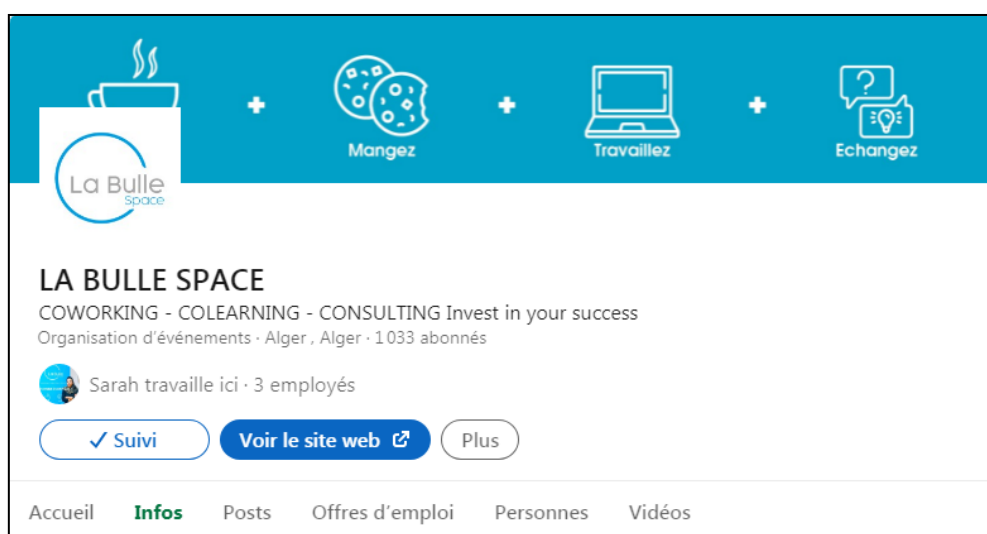 + + +
Mangez Travaillez Echangez
?
La Bulle
Space
LA BULLE SPACE
COWORKING - COLEARNING - CONSULTING Invest in your success
Organisation d'événements · Alger , Alger · 1 033 abonnés
Sarah travaille ici · 3 employés
✓ Suivi Voir le site web Plus
Accueil Infos Posts Offres d'emploi Personnes Vidéos